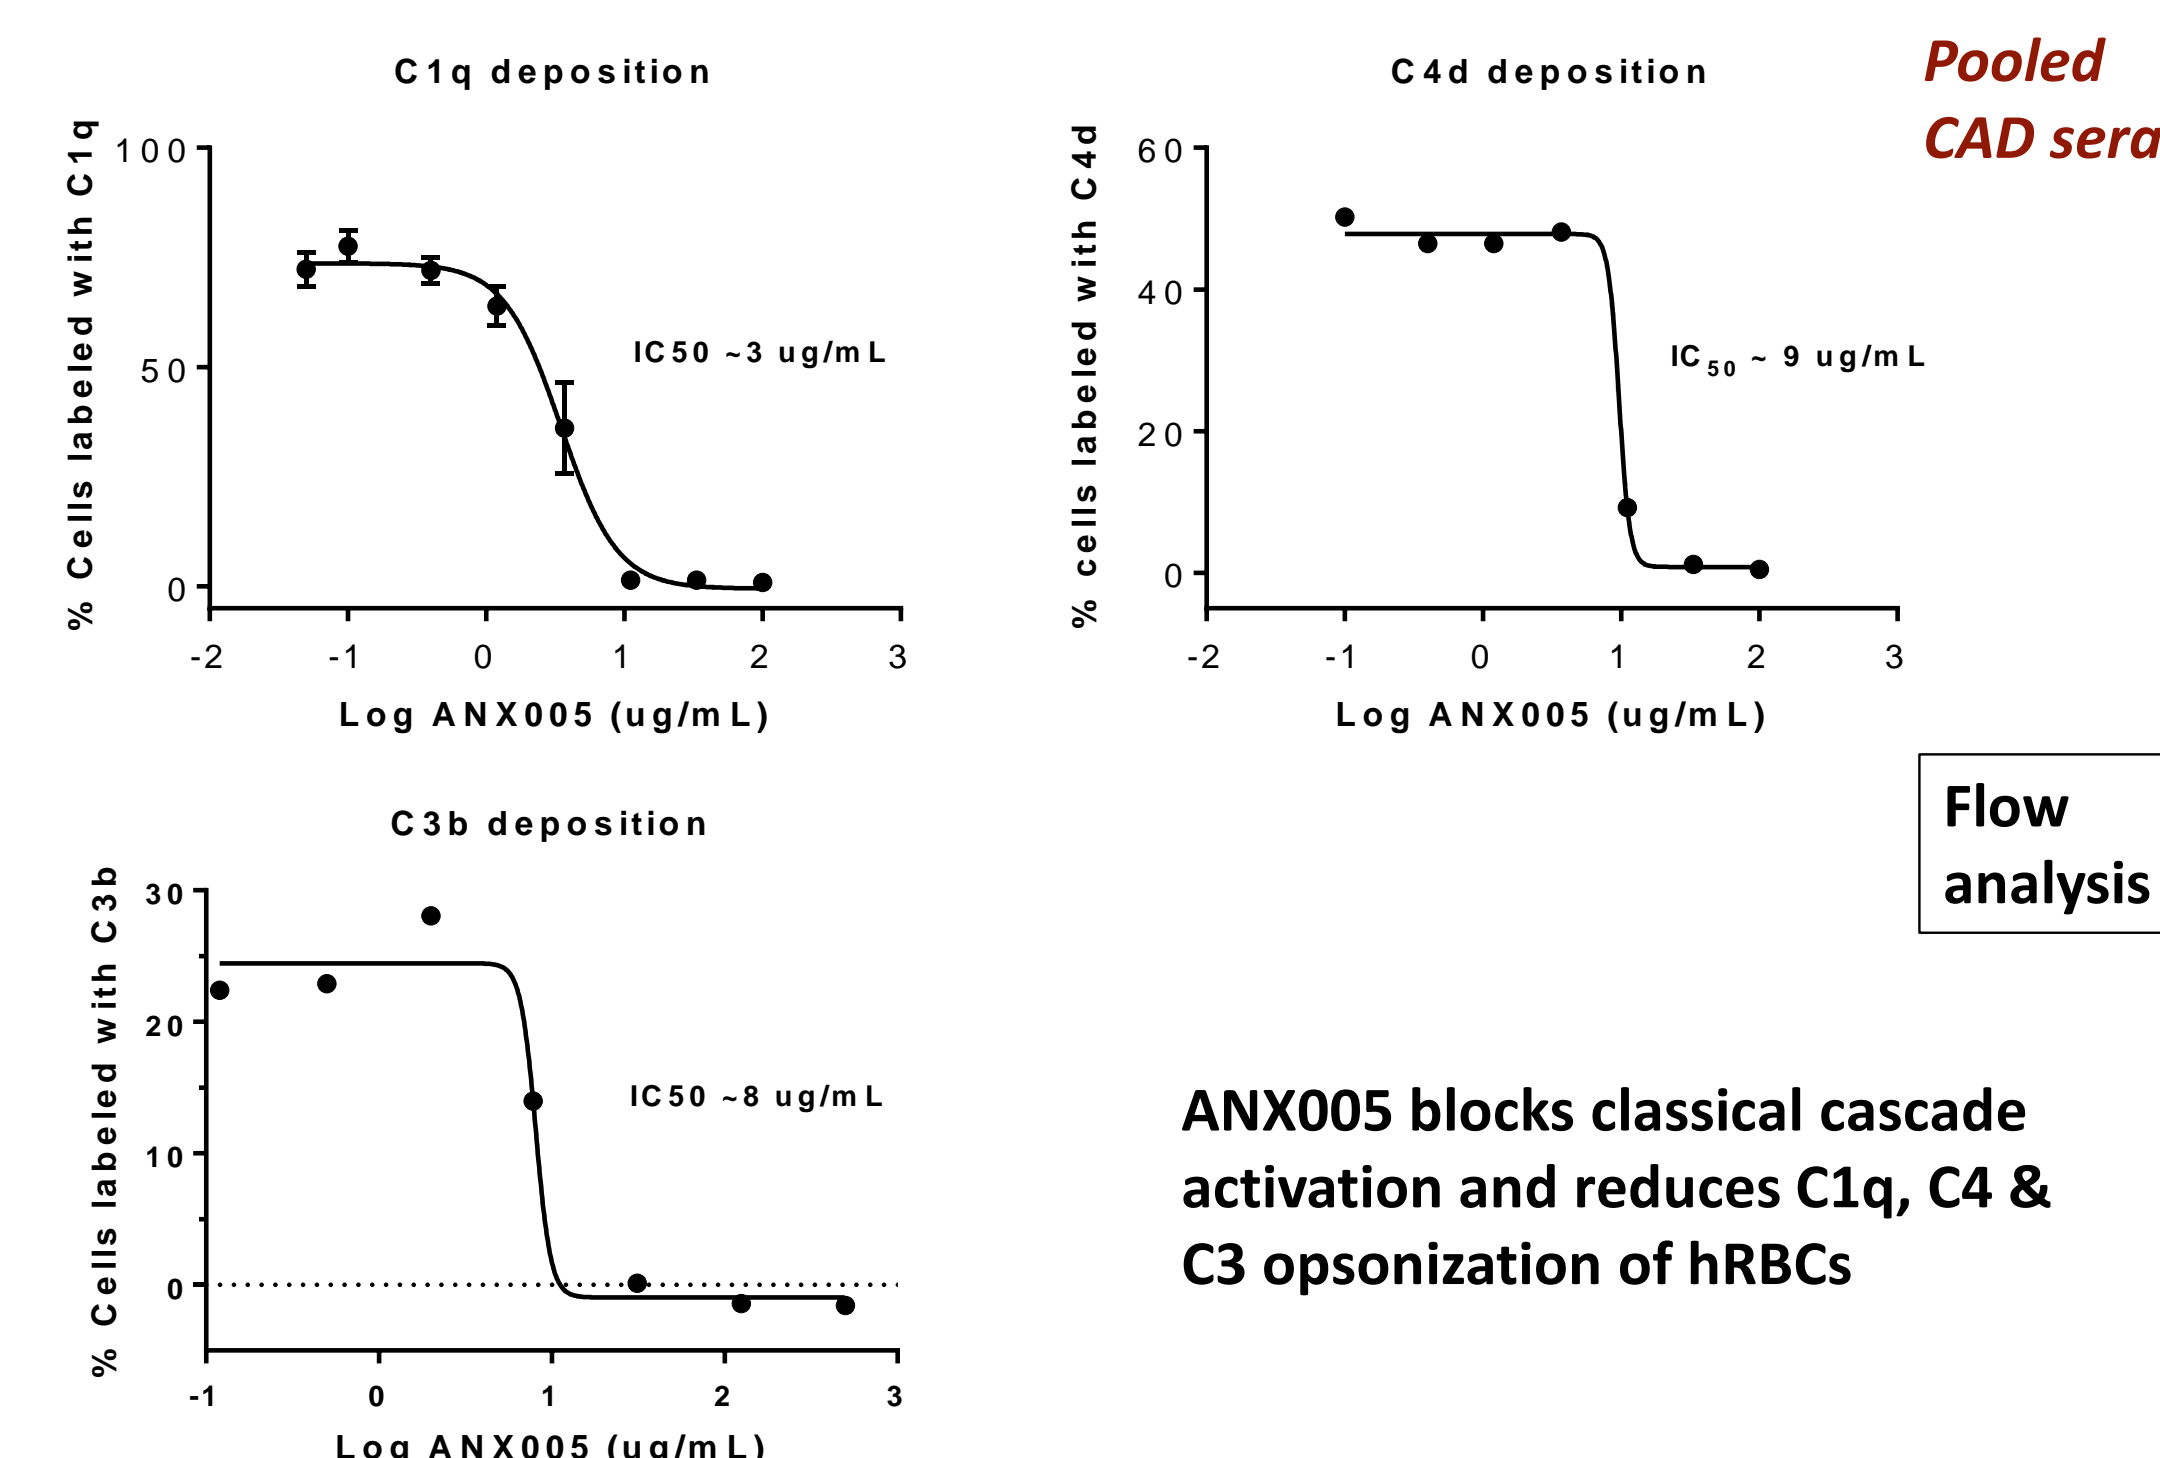 C1q deposition
% Cells labeled with C1q
100
50
0
IC50 ~3 ug/mL
-2 -1 0 1 2 3
Log ANX005 (ug/mL)
C4d deposition
% cells labeled with C4d
60
40
20
0
IC50 ~ 9 ug/mL
-2 -1 0 1 2 3
Log ANX005 (ug/mL)
Pooled
CAD sera
Flow
analysis
C3b deposition
% Cells labeled with C3b
30
20
10
0
IC50 ~8 ug/mL
-1 0 1 2 3
Log ANX005 (ug/mL)
ANX005 blocks classical cascade
activation and reduces C1q, C4 &
C3 opsonization of hRBCs